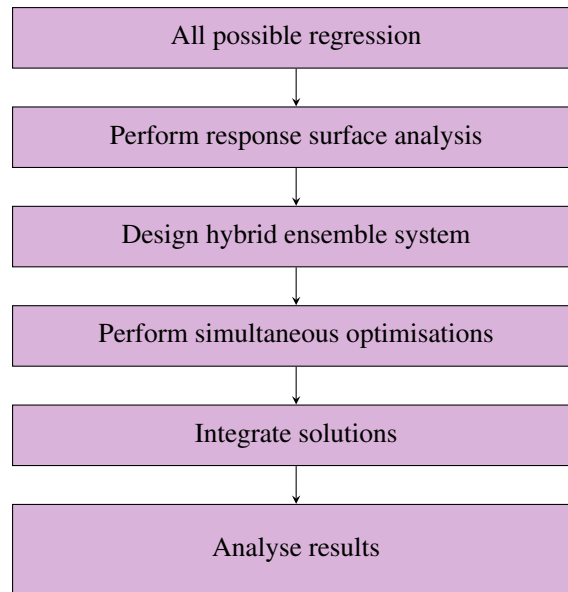 All possible regression
Perform response surface analysis
Design hybrid ensemble system
Perform simultaneous optimisations
Integrate solutions
Analyse results